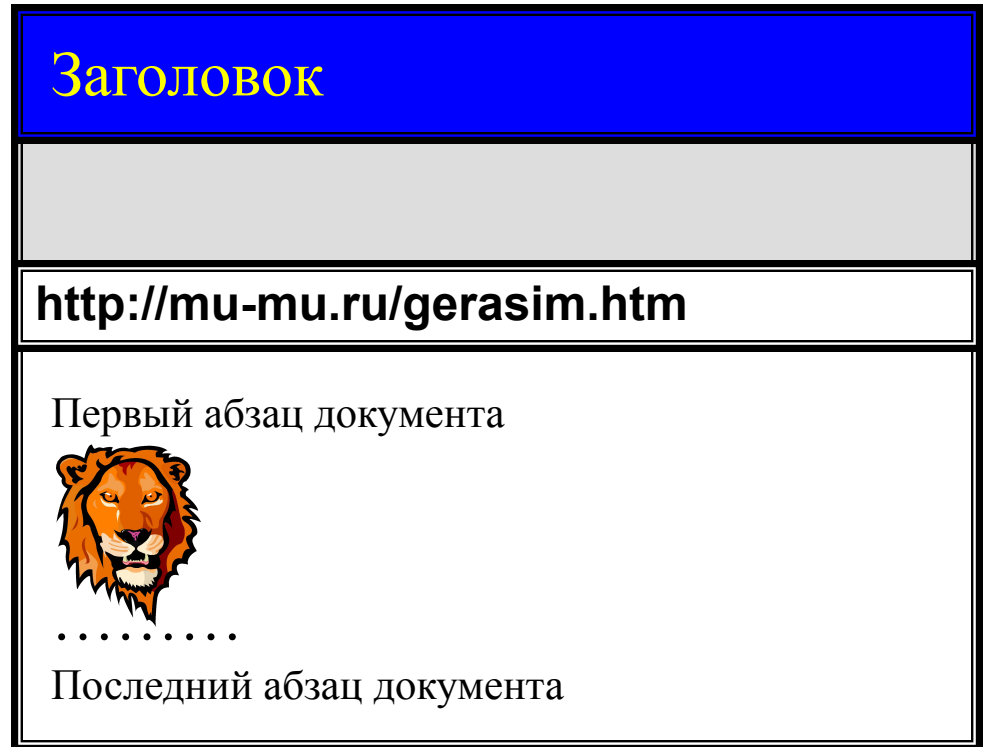 Заголовок
http://mu-mu.ru/gerasim.htm
Первый абзац документа
.........
Последний абзац документа